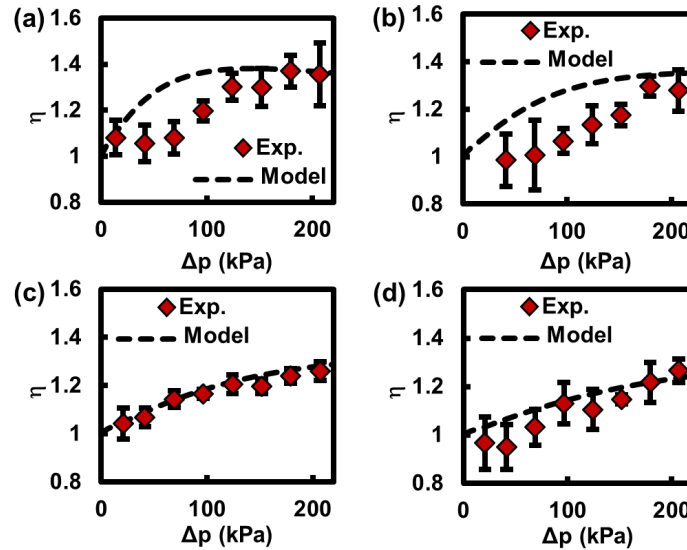 (a)
1.6
1.4
1.2
1
0.8
η
Exp.
Model
0
100
200
Δp (kPa)
(b)
1.6
1.4
1.2
1
0.8
η
Exp.
Model
0
100
200
Δp (kPa)
(c)
1.6
1.4
1.2
1
0.8
η
Exp.
Model
0
100
200
Δp (kPa)
(d)
1.6
1.4
1.2
1
0.8
η
Exp.
Model
0
100
200
Δp (kPa)